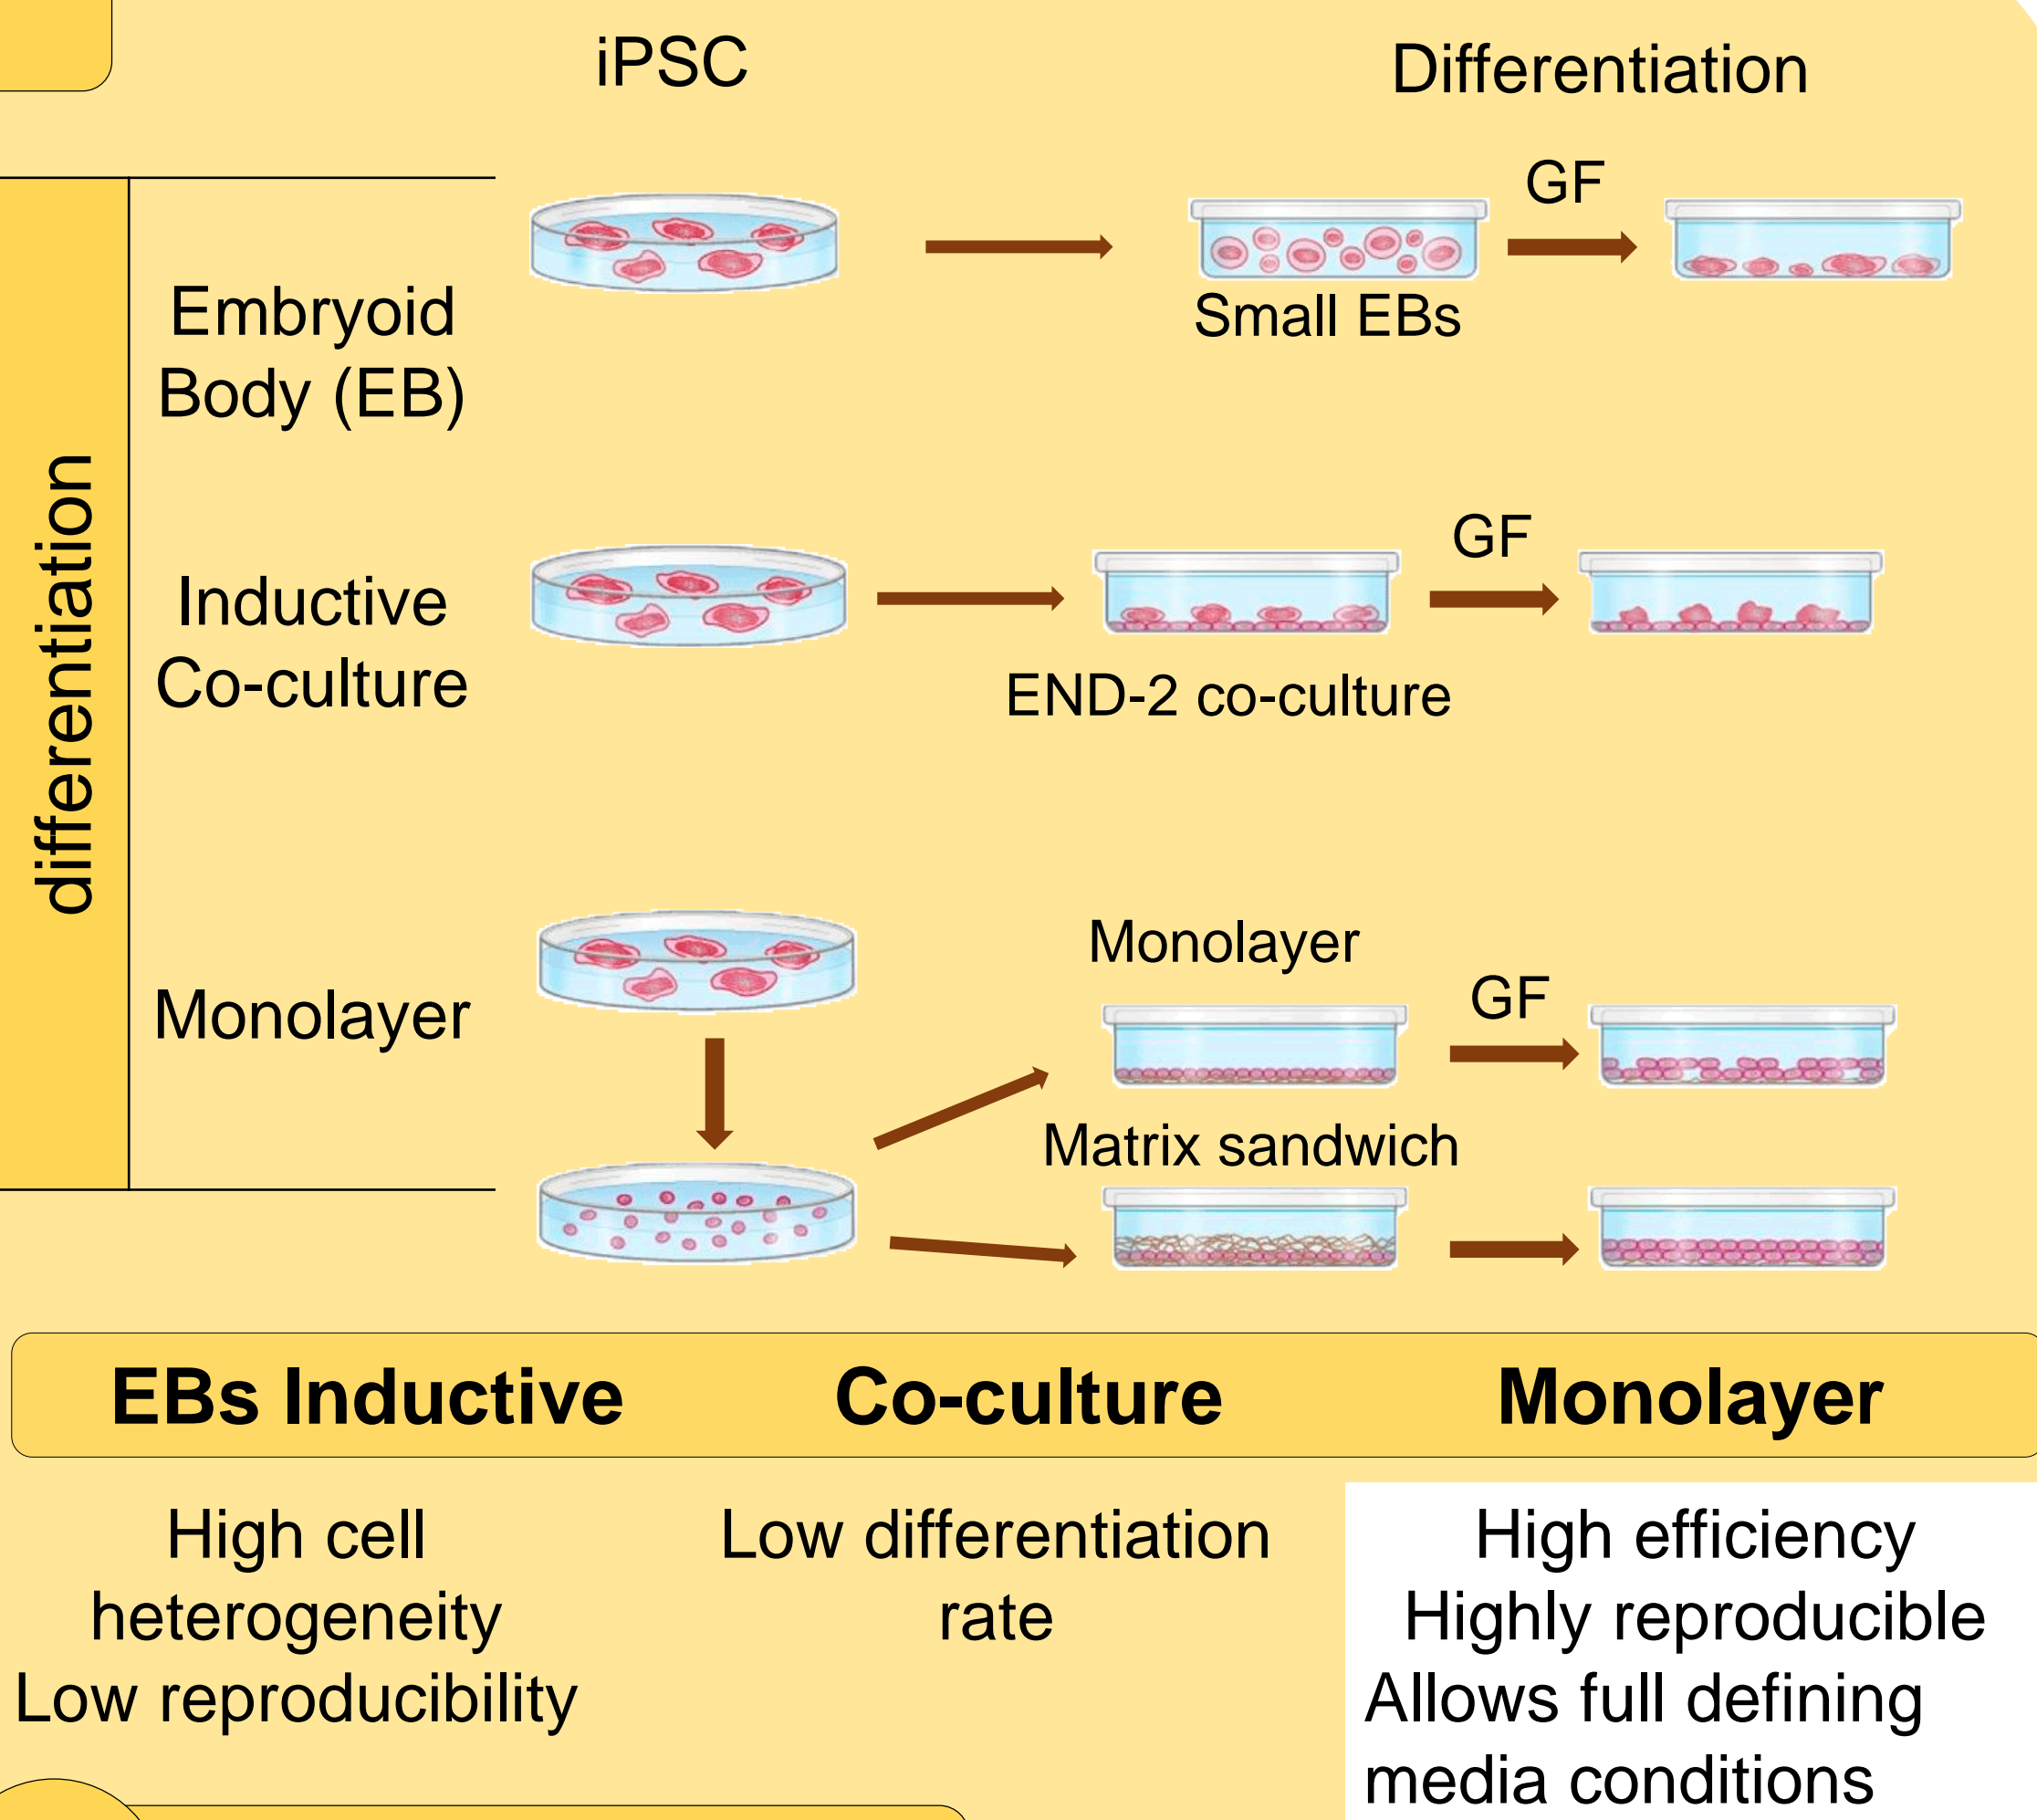 iPSC
Differentiation
differentiation
Embryoid
Body (EB)
GF
Small EBs
Inductive
Co-culture
GF
END-2 co-culture
Monolayer
Monolayer
GF
Matrix sandwich
EBs Inductive
Co-culture
Monolayer
High cell
heterogeneity
Low reproducibility
Low differentiation
rate
High efficiency
Highly reproducible
Allows full defining
media conditions